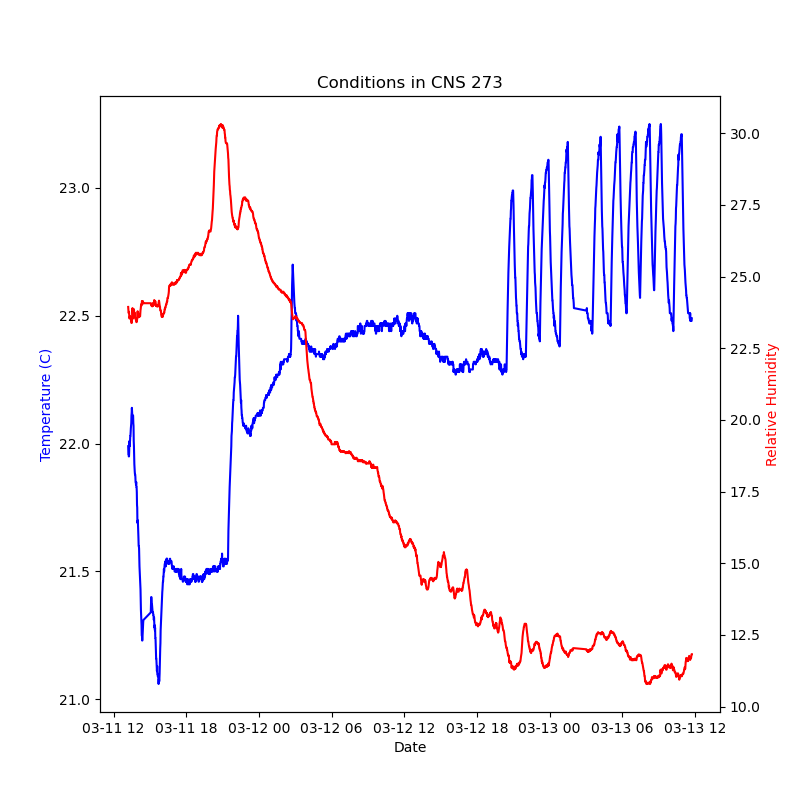 Conditions in CNS 273
23.0
22.5
22.0
21.5
21.0
Temperature (C)
30.0
27.5
25.0
22.5
20.0
17.5
15.0
12.5
10.0
Relative Humidity
03-11 12 03-11 18 03-12 00 03-12 06 03-12 12 03-12 18 03-13 00 03-13 06 03-13 12
Date